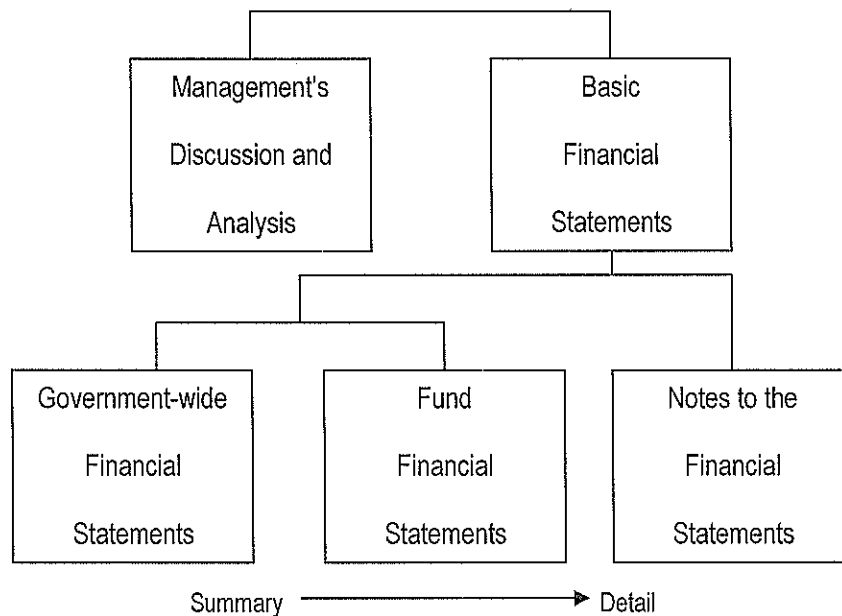 Management's
Discussion and
Analysis
Basic
Financial
Statements
Government-wide
Financial
Statements
Fund
Financial
Statements
Notes to the
Financial
Statements
Summary
Detail